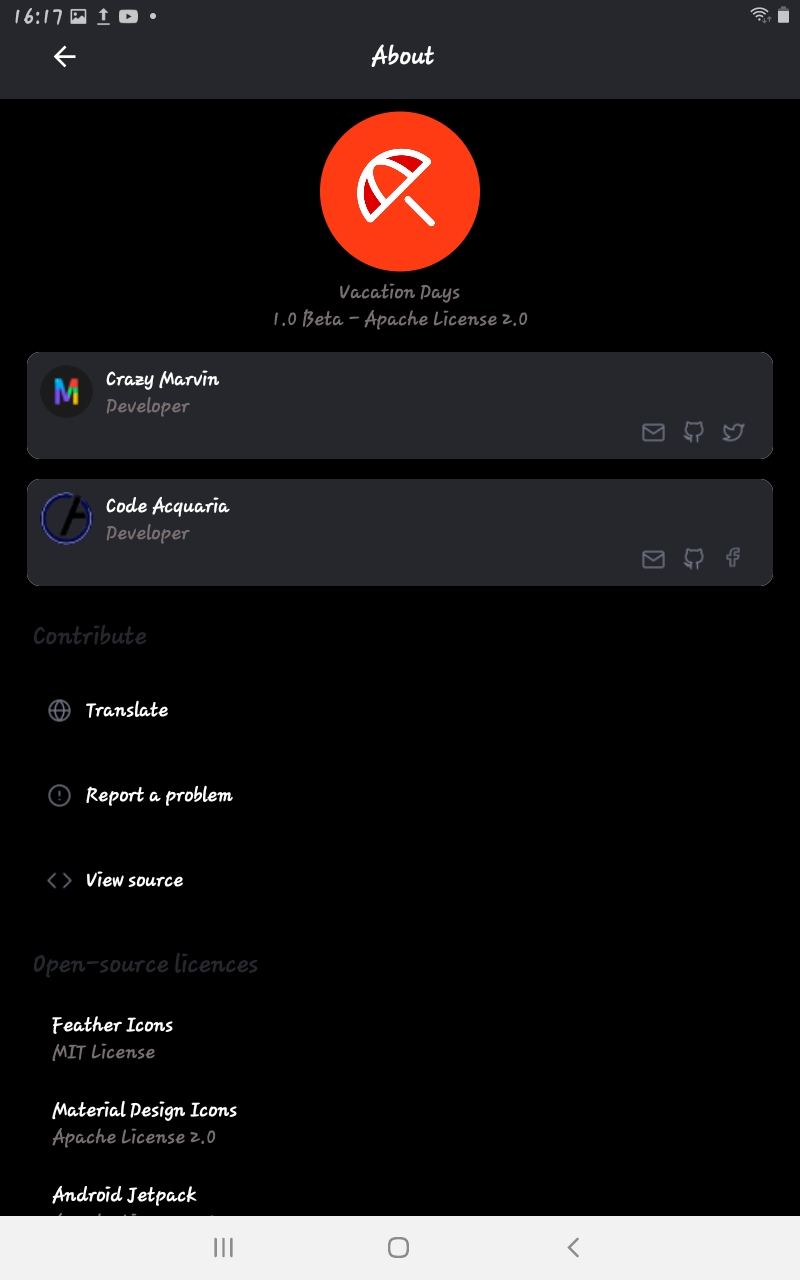 16:17
About
Vacation Days
1.0 Beta – Apache License 2.0
M
Crazy Marvin
Developer
Code Acquaria
Developer
Contribute
Translate
Report a problem
View source
Open-source licences
Feather Icons
MIT License
Material Design Icons
Apache License 2.0
Android Jetpack